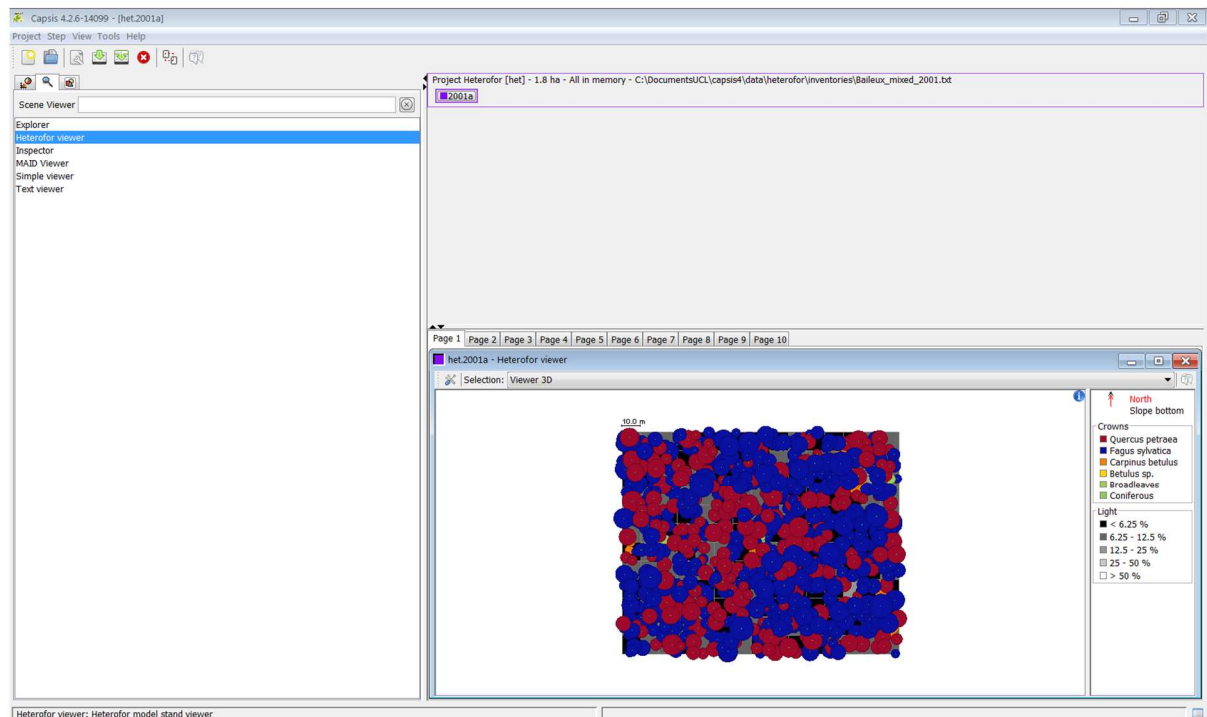 Capsis 4.2.6-14099 - [het.2001a]
Project Step View Tools Help
Project Heterofor [het] - 1.8 ha - All in memory - C:\DocumentsUCL\capsis4\data\heterofor\inventories\Baileux_mixed_2001.txt
2001a
Scene Viewer
Explorer
Heterofor viewer
Inspector
MAID Viewer
Simple viewer
Text viewer
Page 1 Page 2 Page 3 Page 4 Page 5 Page 6 Page 7 Page 8 Page 9 Page 10
het.2001a - Heterofor viewer
Selection: Viewer 3D
10.0 m
North
Slope bottom
Crowns
Quercus petraea
Fagus sylvatica
Carpinus betulus
Betulus sp.
Broadleaves
Coniferous
Light
< 6.25 %
6.25 - 12.5 %
12.5 - 25 %
25 - 50 %
> 50 %
Heterofor viewer: Heterofor model stand viewer